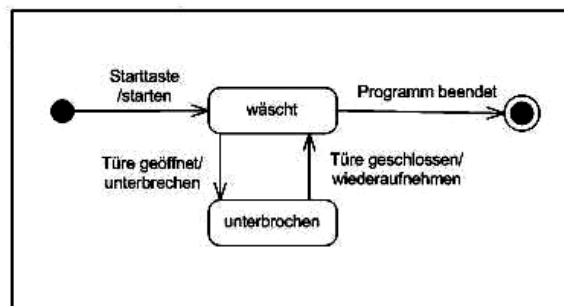 Starttaste
/starten
wäscht
Programm beendet
Türe geöffnet/
unterbrechen
Türe geschlossen/
wiederaufnehmen
unterbrochen